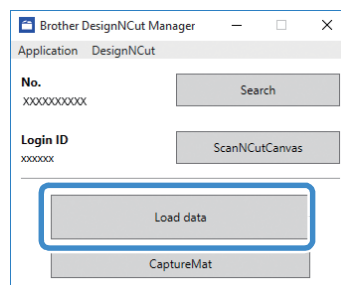 Brother DesignNCut Manager
Application DesignNCut
No.
XXXXXXXXXX
Search
Login ID
xxxxxx
ScanNCutCanvas
Load data
CaptureMat